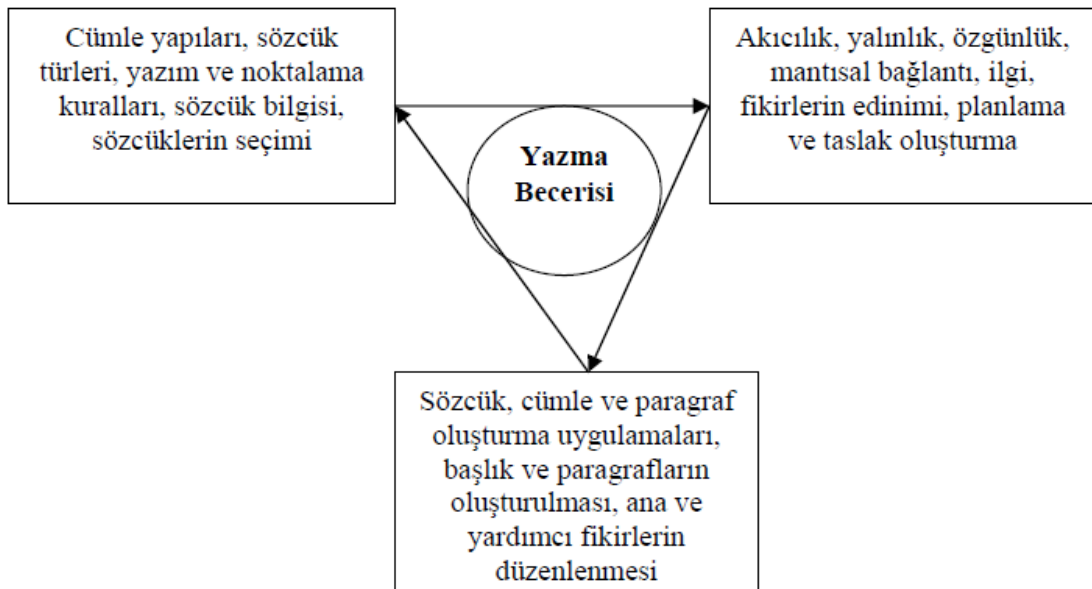 Cümle yapıları, sözcük
türleri, yazım ve noktalama
kuralları, sözcük bilgisi,
sözcüklerin seçimi
Akıcılık, yalınlık, özgünlük,
mantısal bağlantı, ilgi,
fikirlerin edinimi, planlama
ve taslak oluşturma
Yazma
Becerisi
Sözcük, cümle ve paragraf
oluşturma uygulamaları,
başlık ve paragrafların
oluşturulması, ana ve
yardımcı fikirlerin
düzenlenmesi